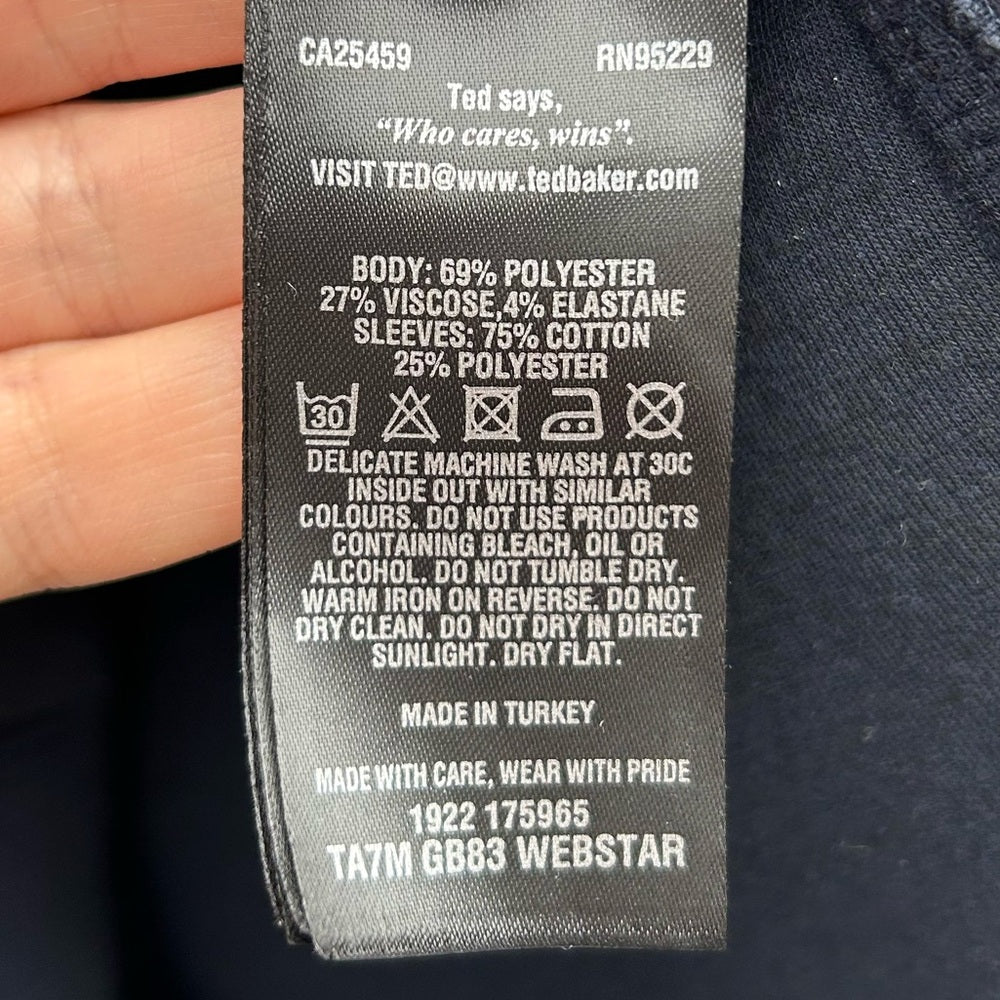 CA25459 RN95229
Ted says,
“Who cares, wins”.
VISIT TED@www.tedbaker.com
BODY: 69% POLYESTER
27% VISCOSE,4% ELASTANE
SLEEVES: 75% COTTON
25% POLYESTER
30
DELICATE MACHINE WASH AT 30C
INSIDE OUT WITH SIMILAR
COLOURS. DO NOT USE PRODUCTS
CONTAINING BLEACH, OIL OR
ALCOHOL. DO NOT TUMBLE DRY.
WARM IRON ON REVERSE. DO NOT
DRY CLEAN. DO NOT DRY IN DIRECT
SUNLIGHT. DRY FLAT.
MADE IN TURKEY
MADE WITH CARE, WEAR WITH PRIDE
1922 175965
TA7M GB83 WEBSTAR